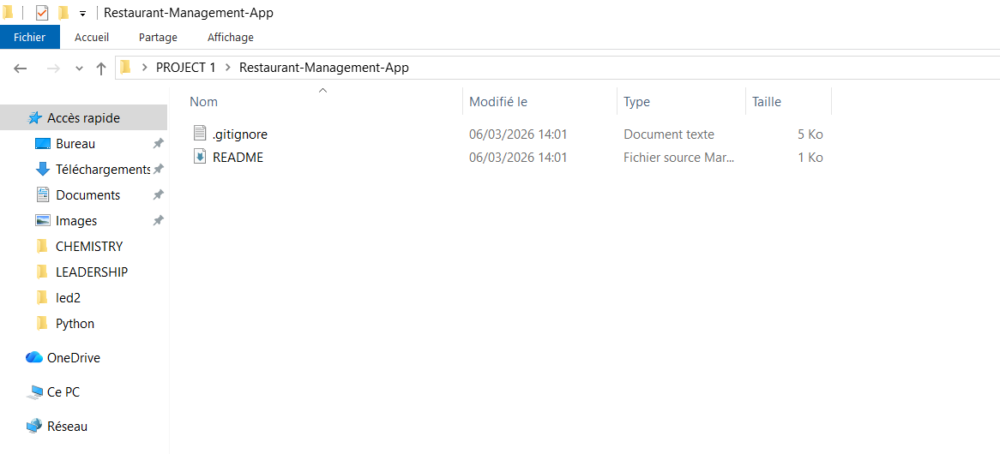 Restaurant-Management-App
Fichier Accueil Partage Affichage
PROJECT 1 Restaurant-Management-App
Nom Modifié le Type Taille
Accès rapide
Bureau
Téléchargements
Documents
Images
CHEMISTRY
LEADERSHIP
led2
Python
OneDrive
Ce PC
Réseau
.gitignore 06/03/2026 14:01 Document texte 5 Ko
README 06/03/2026 14:01 Fichier source Mar... 1 Ko